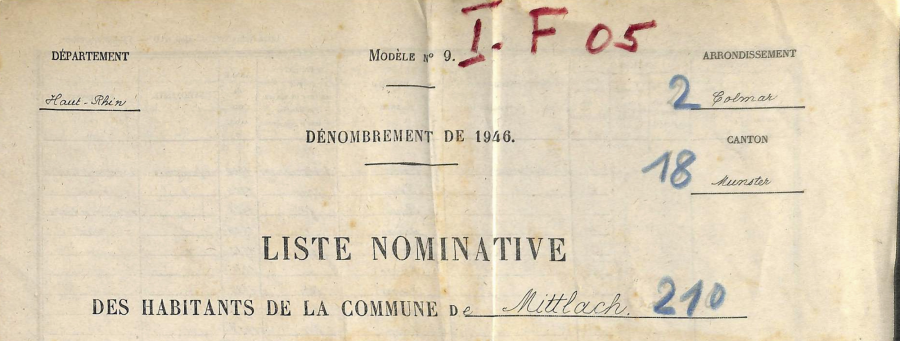 I. F 05
DÉPARTEMENT
Haut-Rhin
MODÈLE N° 9.
ARRONDISSEMENT
2 Colmar
DÉNOMBREMENT DE 1946.
CANTON
18 Munster
LISTE NOMINATIVE
DES HABITANTS DE LA COMMUNE De Mittlach. 210